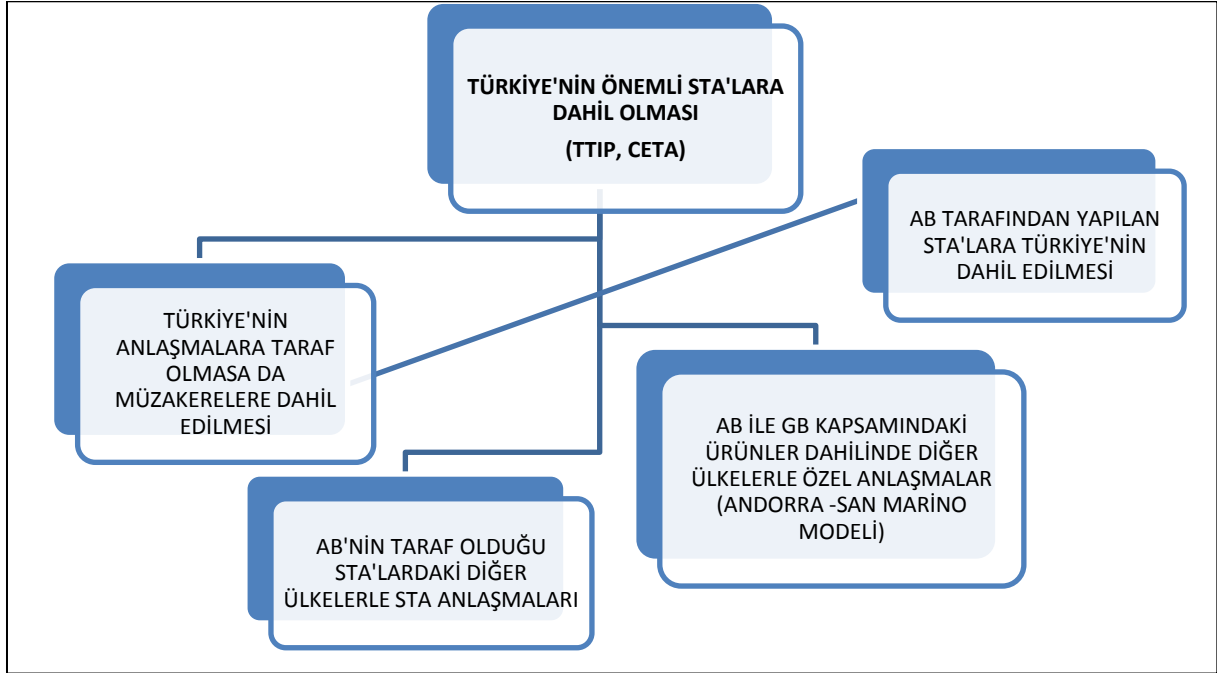 TÜRKİYE'NİN ÖNEMLİ STA'LARA
DAHİL OLMASI
(TTIP, CETA)
AB TARAFINDAN YAPILAN
STA'LARA TÜRKİYE'NİN
DAHİL EDİLMESİ
TÜRKİYE'NİN
ANLAŞMALARA TARAF
OLMASA DA
MÜZAKERELERE DAHİL
EDİLMESİ
AB İLE GB KAPSAMINDAKİ
ÜRÜNLER DAHİLİNDE DİĞER
ÜLKELERLE ÖZEL ANLAŞMALAR
(ANDORRA -SAN MARİNO
MODELİ)
AB'NİN TARAF OLDUĞU
STA'LARDAKİ DİĞER
ÜLKELERLE STA ANLAŞMALARI